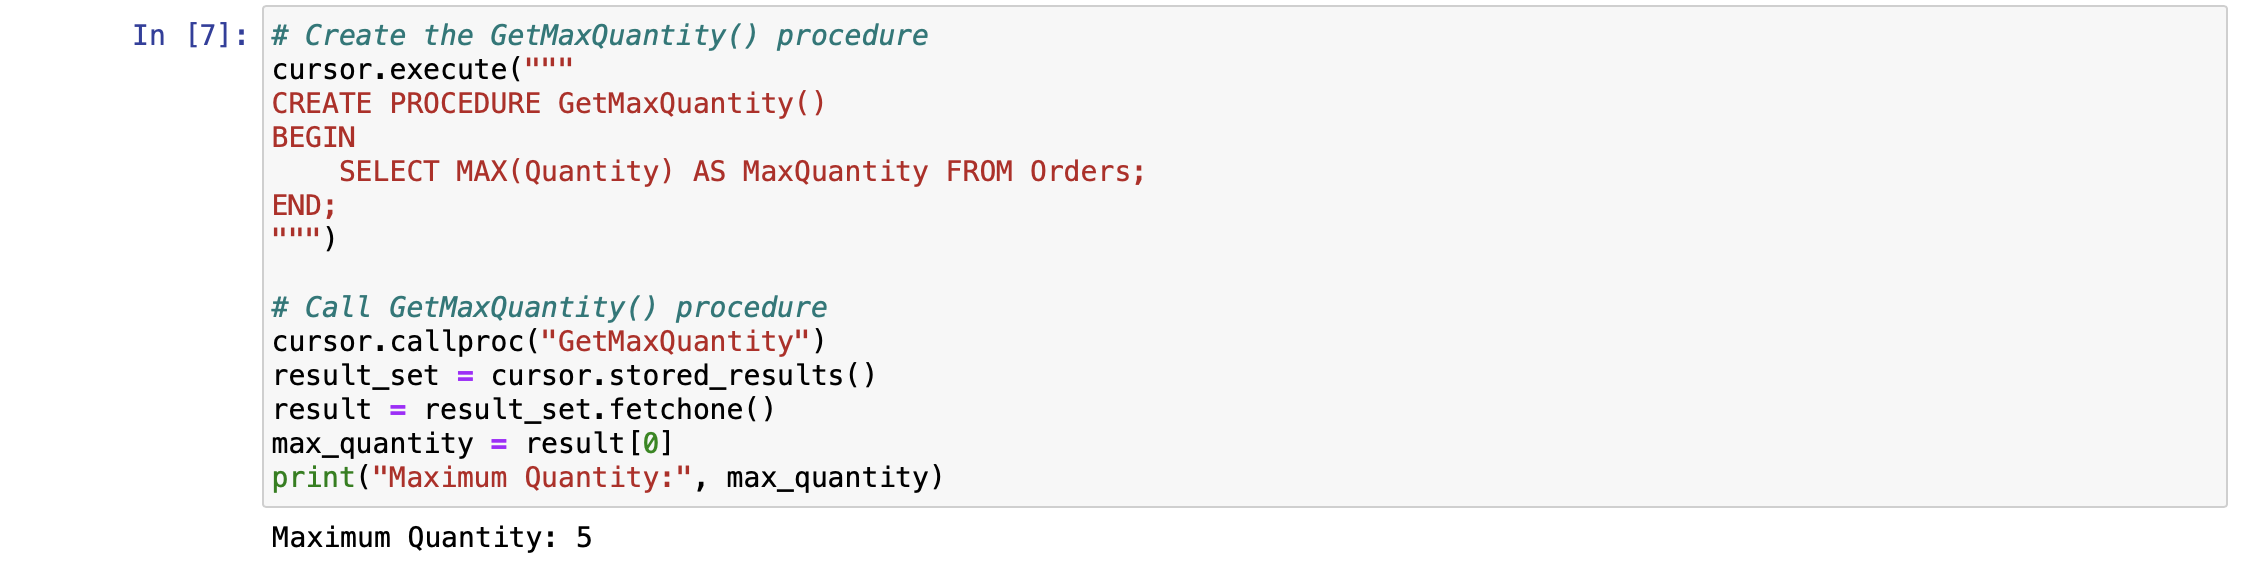 In [7]:
# Create the GetMaxQuantity() procedure
cursor.execute("""
CREATE PROCEDURE GetMaxQuantity()
BEGIN
    SELECT MAX(Quantity) AS MaxQuantity FROM Orders;
END;
""")

# Call GetMaxQuantity() procedure
cursor.callproc("GetMaxQuantity")
result_set = cursor.stored_results()
result = result_set.fetchone()
max_quantity = result[0]
print("Maximum Quantity:", max_quantity)
Maximum Quantity: 5